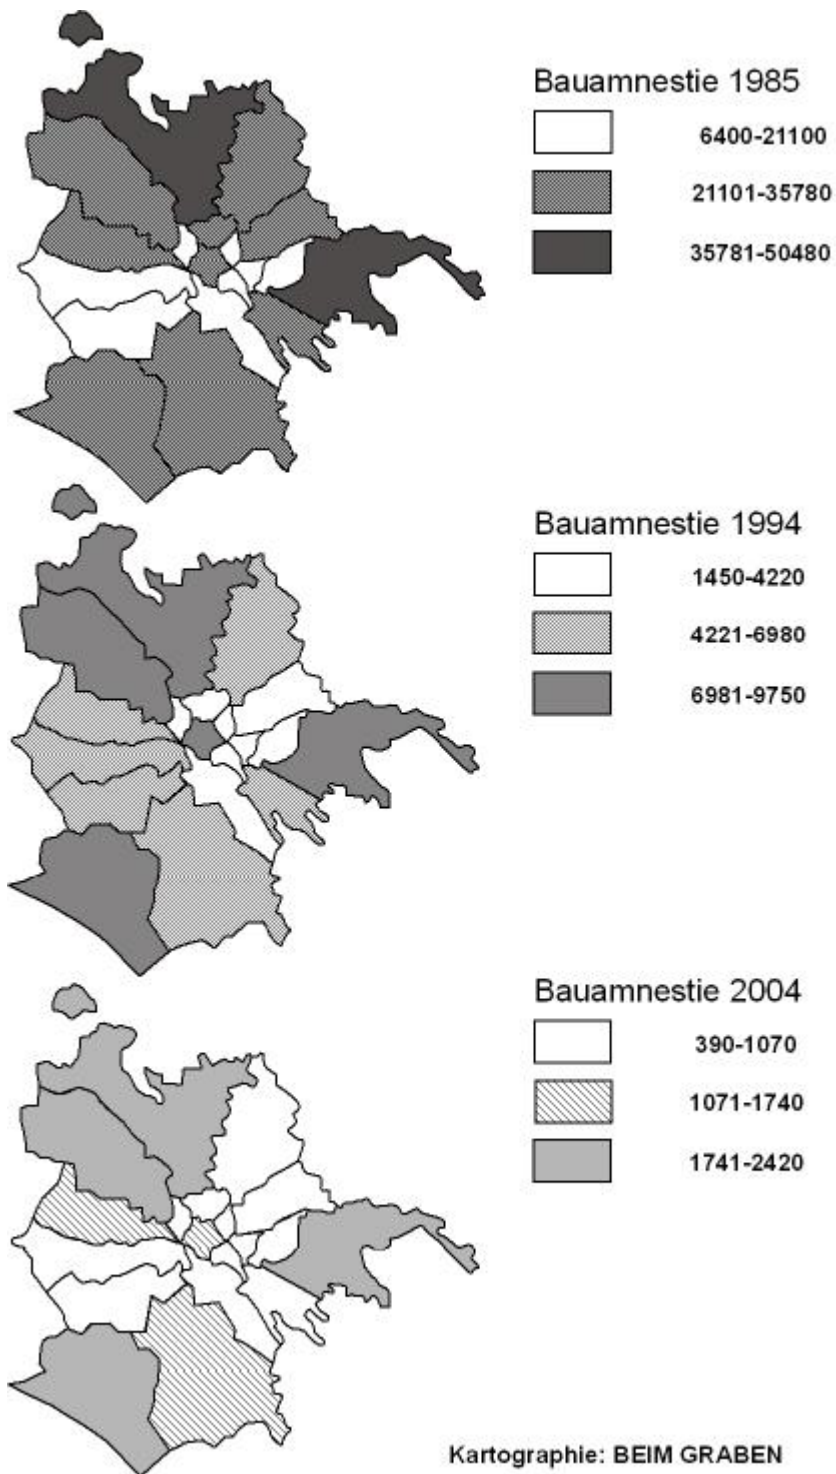 Bauamnestie 1985
6400-21100
21101-35780
35781-50480
Bauamnestie 1994
1450-4220
4221-6980
6981-9750
Bauamnestie 2004
390-1070
1071-1740
1741-2420
Kartographie: BEIM GRABEN